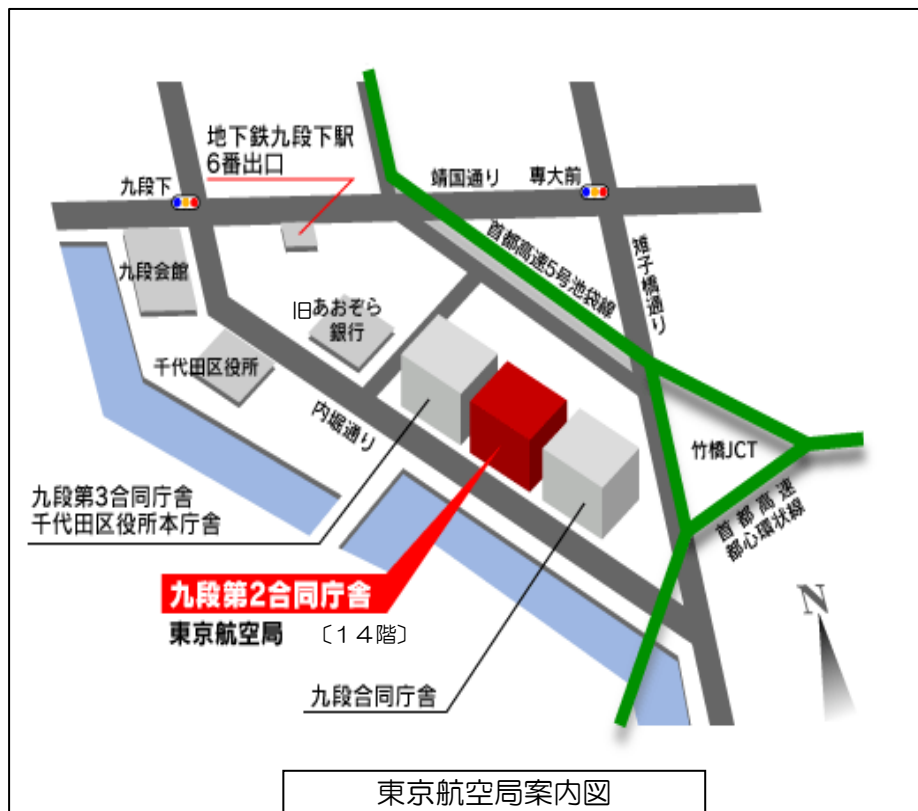 地下鉄九段下駅
6番出口
九段下
靖国通り
専大前
首都高速5号池袋線
雉子橋通り
九段会館
旧あおぞら
銀行
千代田区役所
内堀通り
竹橋JCT
首都高速
都心環状線
九段第3合同庁舎
千代田区役所本庁舎
九段第2合同庁舎
東京航空局 〔14階〕
九段合同庁舎
N
東京航空局案内図